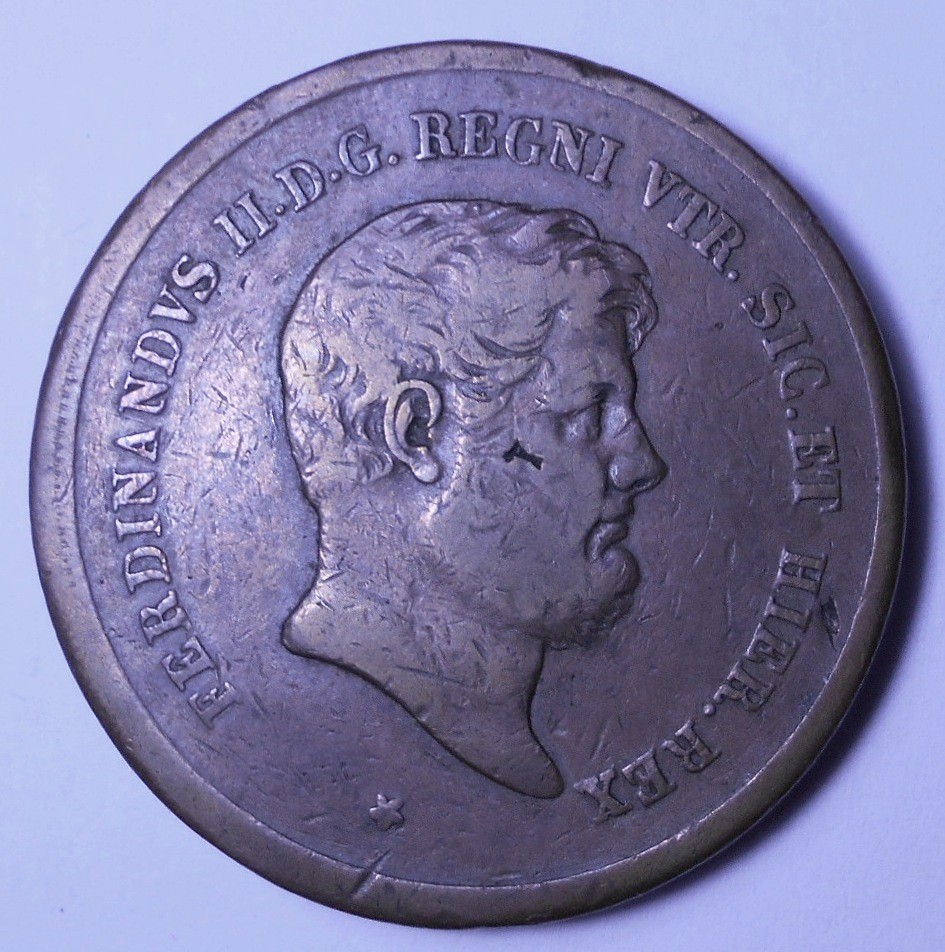 FERDINANDVS II.D.G. REGNI VTR. SIC. ET HIER. REX